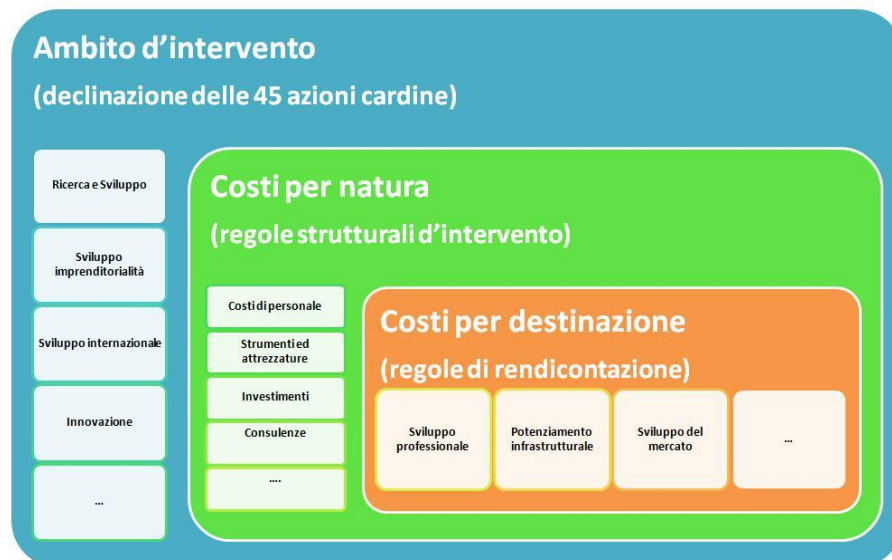 Ambito d'intervento
(declinazione delle 45 azioni cardine)
Ricerca e Sviluppo
Sviluppo
imprenditorialità
Sviluppo internazionale
Innovazione
...
Costi per natura
(regole strutturali d'intervento)
Costi di personale
Strumenti ed
attrezzature
Investimenti
Consulenze
....
Costi per destinazione
(regole di rendicontazione)
Sviluppo
professionale
Potenziamento
infrastrutturale
Sviluppo del
mercato
...